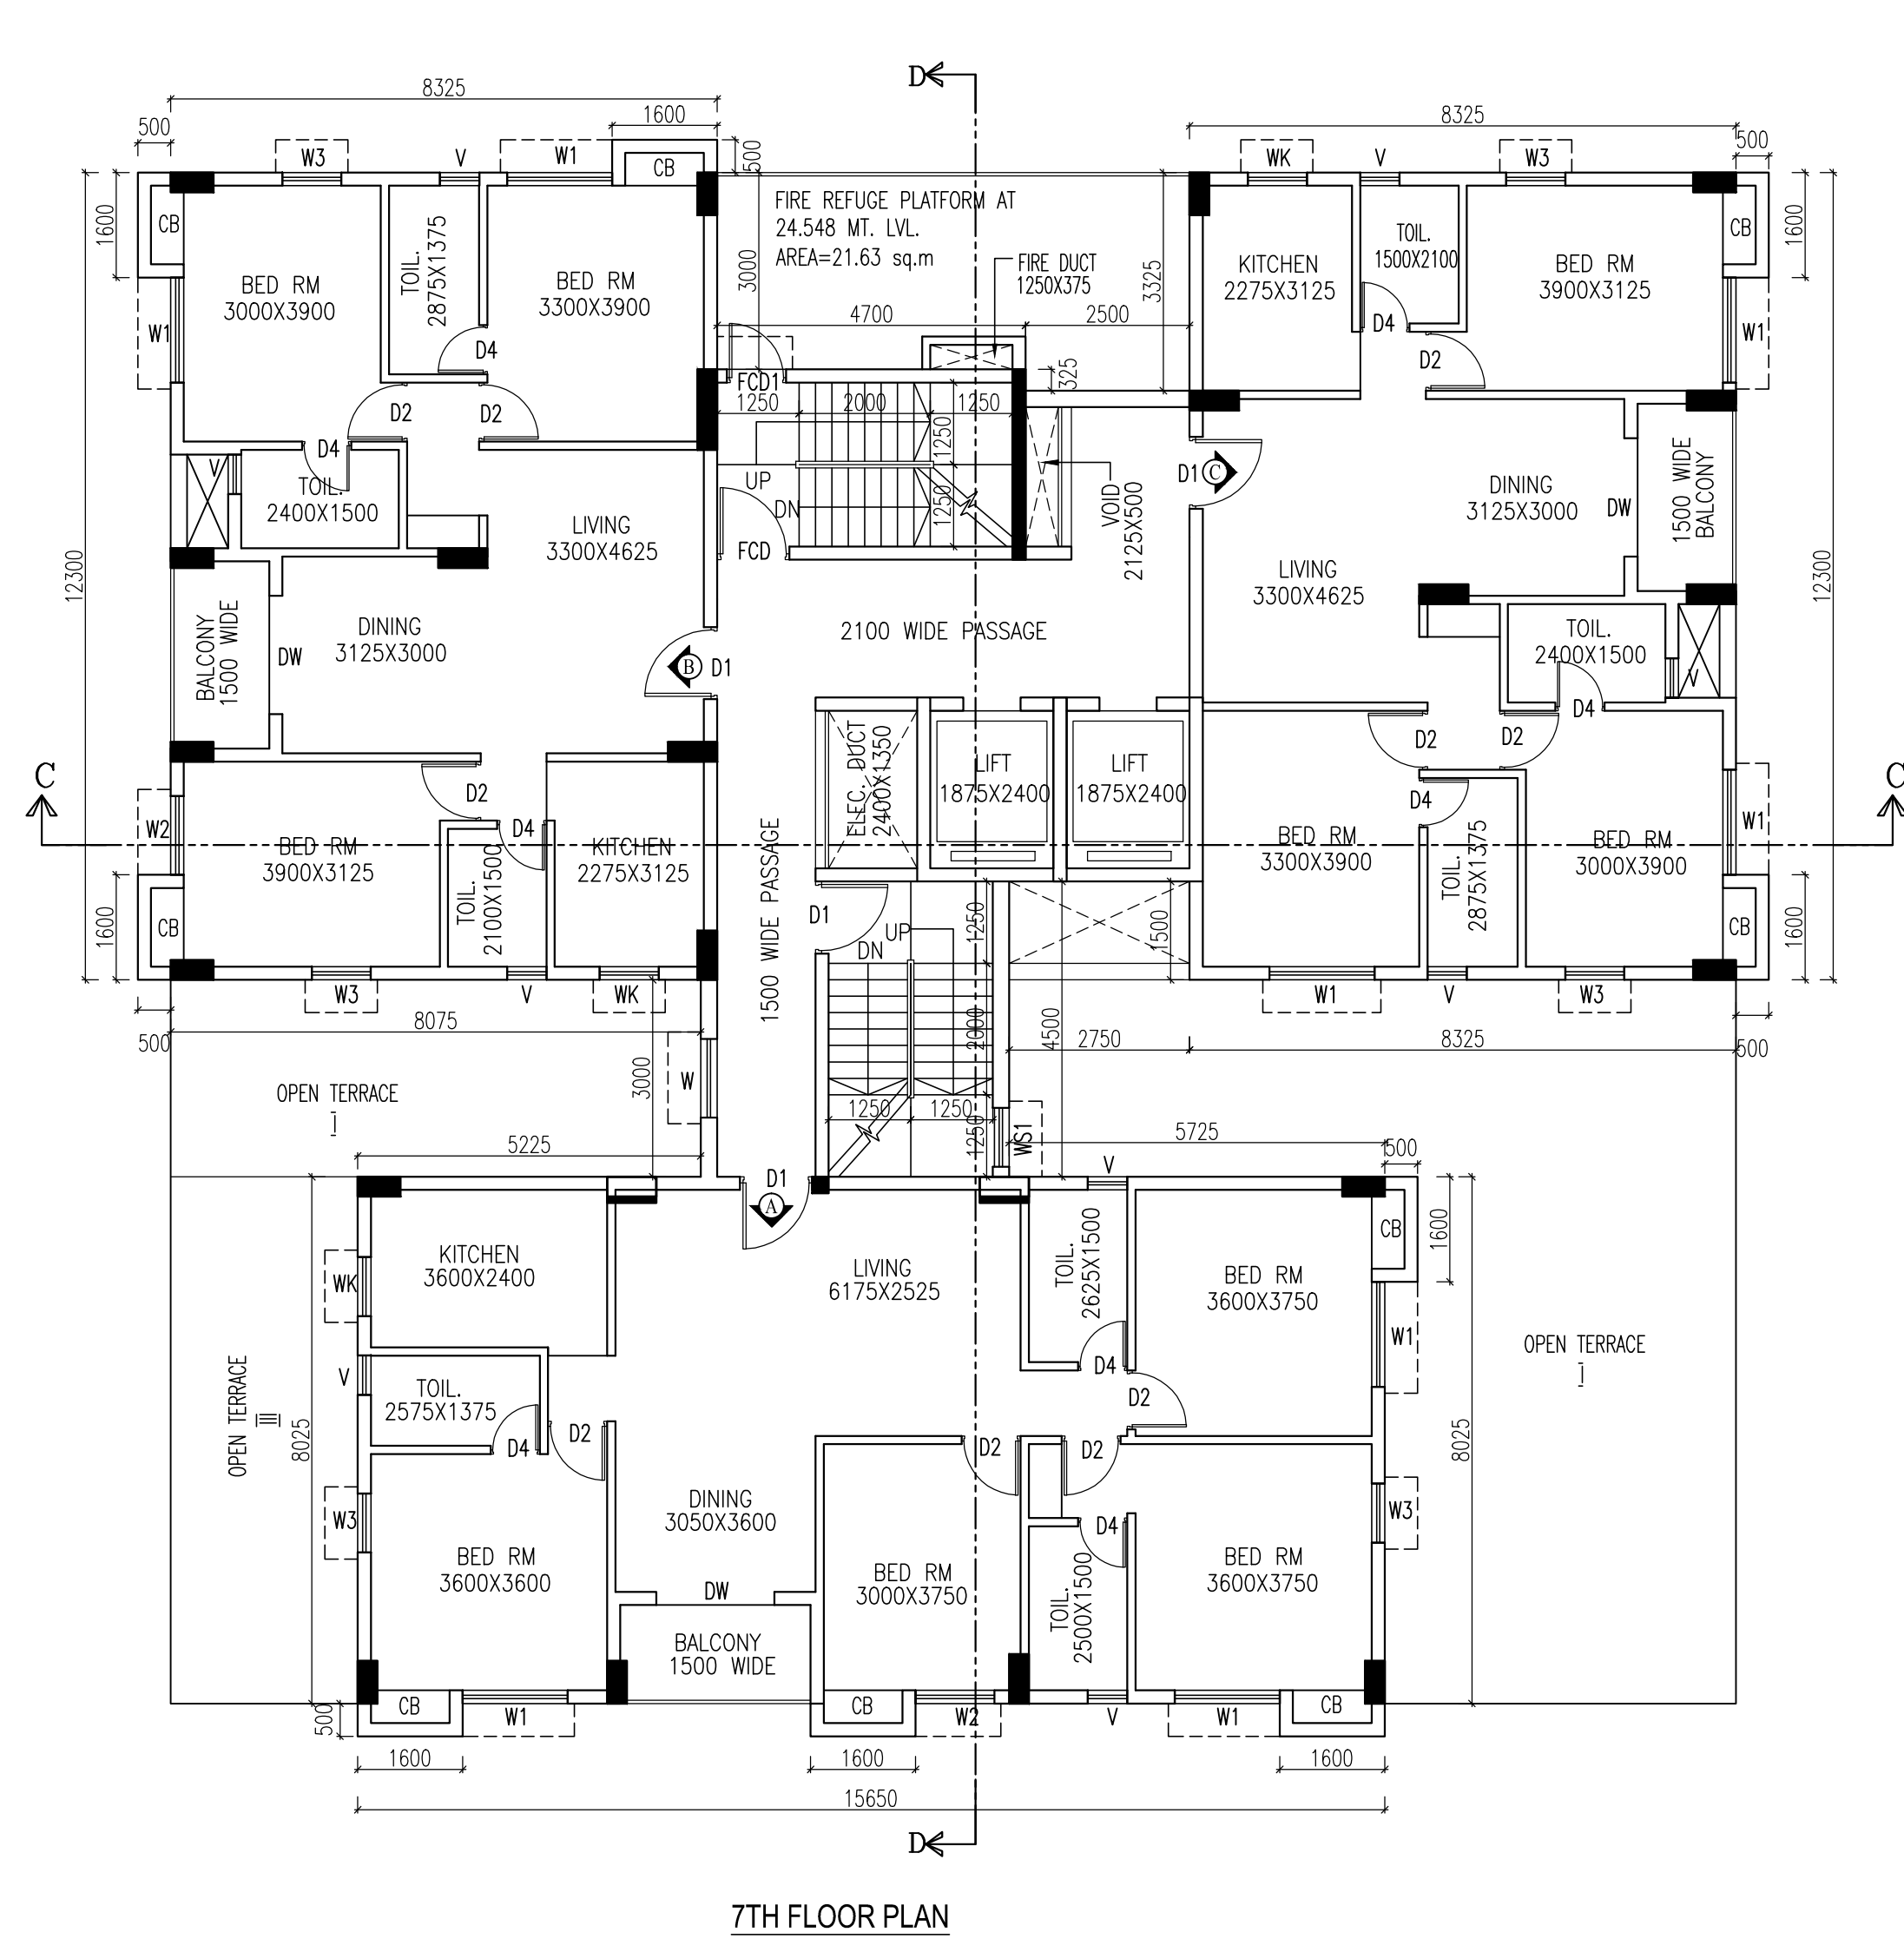 D
8325
1600
500
500
W3
V
W1
CB
8325
500
WK
V
W3
FIRE REFUGE PLATFORM AT
24.548 MT. LVL.
AREA=21.63 sq.m
1600
CB
BED RM
3000X3900
TOIL.
2875X1375
BED RM
3300X3900
3000
FIRE DUCT
1250X375
3325
KITCHEN
2275X3125
TOIL.
1500X2100
BED RM
3900X3125
CB
1600
W1
4700
2500
D4
D4
D2
W1
FCD1
325
D2
D2
1250
2000
1250
D4
V
TOIL.
2400X1500
LIVING
3300X4625
UP
DN
FCD
1250
1250
VOID
2125X500
D1
C
DINING
3125X3000
DW
1500 WIDE
BALCONY
12300
LIVING
3300X4625
12300
BALCONY
1500 WIDE
DW
DINING
3125X3000
B
D1
2100 WIDE PASSAGE
TOIL.
2400X1500
V
D4
C
D2
D2
W2
D2
D4
BED RM
3900X3125
TOIL.
2100X1500
KITCHEN
2275X3125
1500 WIDE PASSAGE
ELEC. DUCT
2400X1350
LIFT
1875X2400
LIFT
1875X2400
D4
BED RM
3300X3900
TOIL.
2875X1375
BED RM
3000X3900
W1
C
1600
CB
D1
UP
DN
1250
1500
CB
1600
W3
V
WK
W1
V
W3
500
8075
2000
4500
2750
8325
500
OPEN TERRACE
I
3000
W
1250
1250
1250
WS1
5225
5725
500
V
D1
A
KITCHEN
3600X2400
WK
LIVING
6175X2525
TOIL.
2625X1500
BED RM
3600X3750
CB
1600
W1
D4
D2
OPEN TERRACE
I
OPEN TERRACE
III
8025
V
TOIL.
2575X1375
D4
D2
D2
D2
8025
W3
DINING
3050X3600
D4
W3
BED RM
3600X3600
DW
BED RM
3000X3750
TOIL.
2500X1500
BED RM
3600X3750
BALCONY
1500 WIDE
500
CB
W1
CB
W2
V
W1
CB
1600
1600
1600
15650
D
7TH FLOOR PLAN